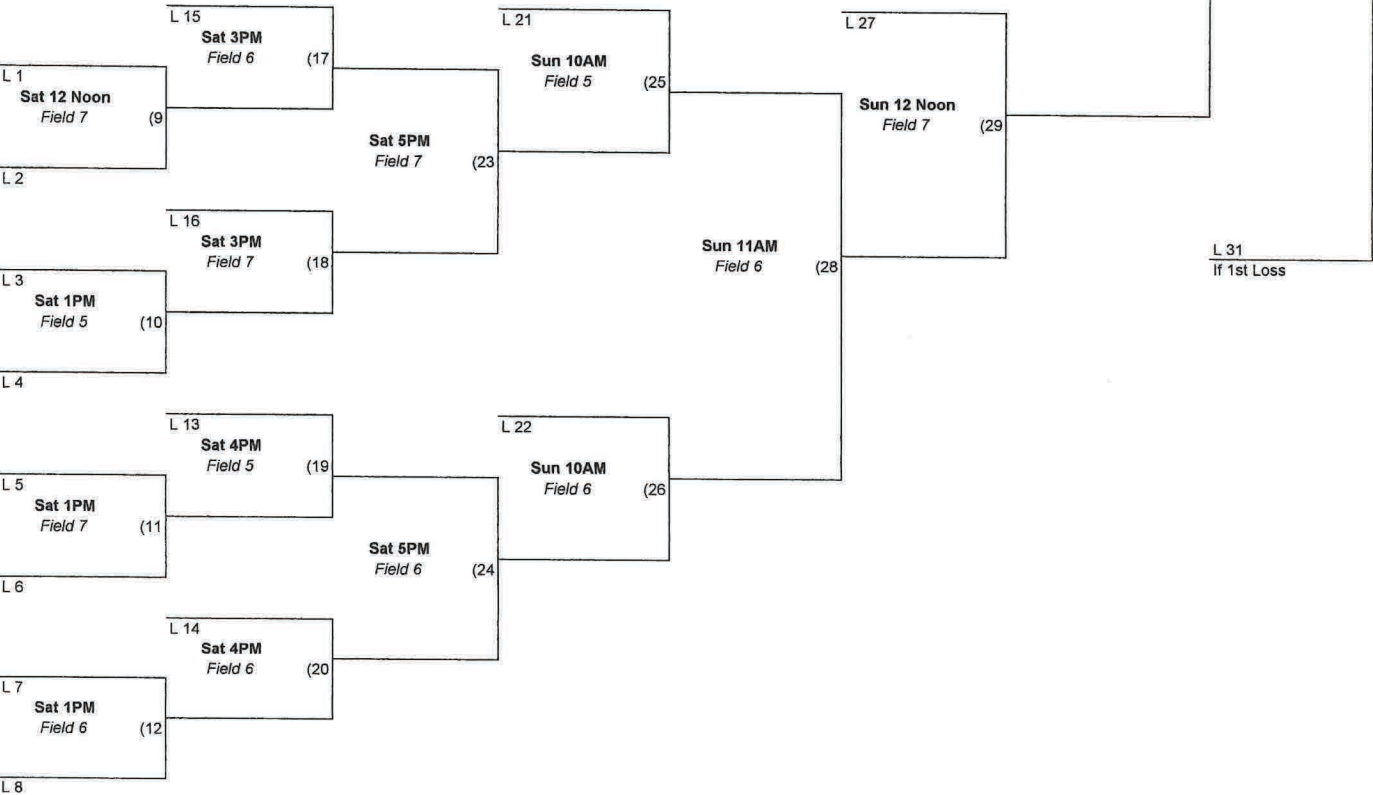 L 15
Sat 3PM
Field 6
(17
L 21
Sun 10AM
Field 5
(25
L 27
Sun 12 Noon
Field 7
(29
L 1
Sat 12 Noon
Field 7
(9
L 2
Sat 5PM
Field 7
(23
L 16
Sat 3PM
Field 7
(18
Sun 11AM
Field 6
(28
L 31
If 1st Loss
L 3
Sat 1PM
Field 5
(10
L 4
L 13
Sat 4PM
Field 5
(19
L 22
Sun 10AM
Field 6
(26
L 5
Sat 1PM
Field 7
(11
L 6
Sat 5PM
Field 6
(24
L 14
Sat 4PM
Field 6
(20
L 7
Sat 1PM
Field 6
(12
L 8